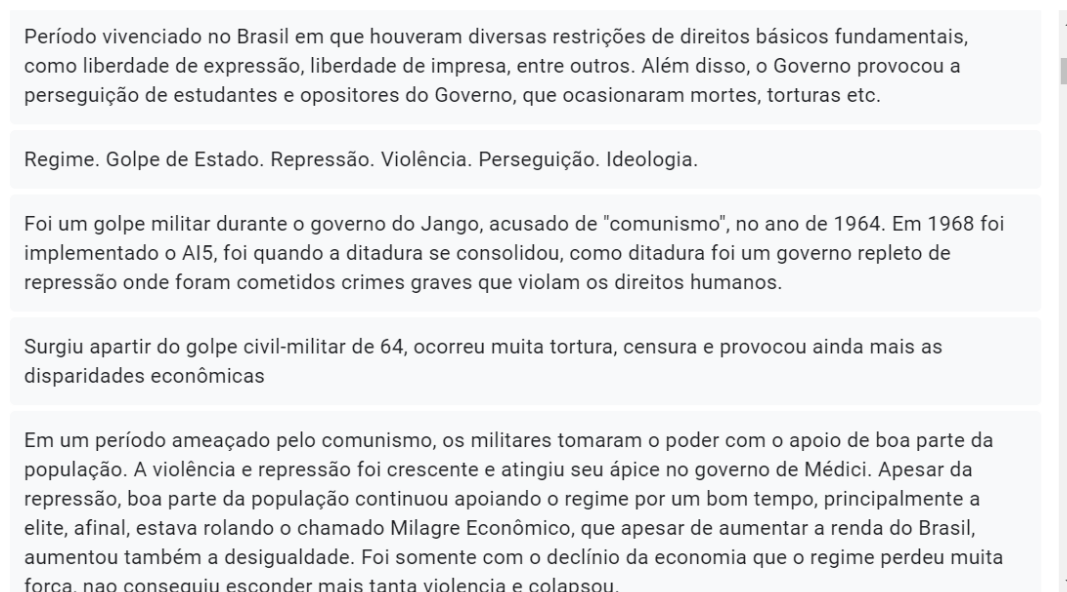 Período vivenciado no Brasil em que houveram diversas restrições de direitos básicos fundamentais,
como liberdade de expressão, liberdade de impresa, entre outros. Além disso, o Governo provocou a
perseguição de estudantes e opositores do Governo, que ocasionaram mortes, torturas etc.
Regime. Golpe de Estado. Repressão. Violência. Perseguição. Ideologia.
Foi um golpe militar durante o governo do Jango, acusado de "comunismo", no ano de 1964. Em 1968 foi
implementado o AI5, foi quando a ditadura se consolidou, como ditadura foi um governo repleto de
repressão onde foram cometidos crimes graves que violam os direitos humanos.
Surgiu apartir do golpe civil-militar de 64, ocorreu muita tortura, censura e provocou ainda mais as
disparidades econômicas
Em um período ameaçado pelo comunismo, os militares tomaram o poder com o apoio de boa parte da
população. A violência e repressão foi crescente e atingiu seu ápice no governo de Médici. Apesar da
repressão, boa parte da população continuou apoiando o regime por um bom tempo, principalmente a
elite, afinal, estava rolando o chamado Milagre Econômico, que apesar de aumentar a renda do Brasil,
aumentou também a desigualdade. Foi somente com o declínio da economia que o regime perdeu muita
força, nao conseguiu esconder mais tanta violencia e colapsou.